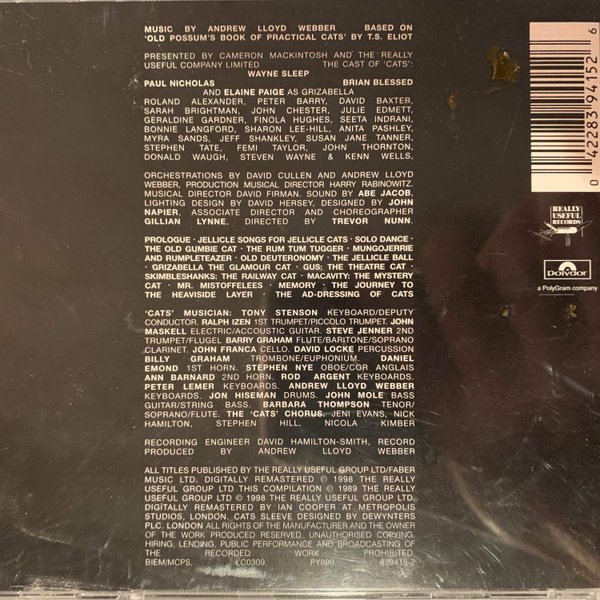 MUSIC BY ANDREW LLOYD WEBBER BASED ON
'OLD POSSUM'S BOOK OF PRACTICAL CATS' BY T.S. ELIOT
PRESENTED BY CAMERON MACKINTOSH AND THE REALLY
USEFUL COMPANY LIMITED THE CAST OF 'CATS':
WAYNE SLEEP
PAUL NICHOLAS BRIAN BLESSED
AND ELAINE PAIGE AS GRIZABELLA
ROLAND ALEXANDER, PETER BARRY, DAVID BAXTER,
SARAH BRIGHTMAN, JOHN CHESTER, JULIE EDMETT,
GERALDINE GARDNER, FINOLA HUGHES, SEETA INDRANI,
BONNIE LANGFORD, SHARON LEE-HILL, ANITA PASHLEY,
MYRA SANDS, JEFF SHANKLEY, SUSAN JANE TANNER,
STEPHEN TATE, FEMI TAYLOR, JOHN THORNTON,
DONALD WAUGH, STEVEN WAYNE & KENN WELLS.
ORCHESTRATIONS BY DAVID CULLEN AND ANDREW LLOYD
WEBBER, PRODUCTION MUSICAL DIRECTOR HARRY RABINOWITZ.
MUSICAL DIRECTOR DAVID FIRMAN. SOUND BY ABE JACOB.
LIGHTING DESIGN BY DAVID HERSEY, DESIGNED BY JOHN
NAPIER, ASSOCIATE DIRECTOR AND CHOREOGRAPHER
GILLIAN LYNNE, DIRECTED BY TREVOR NUNN.
PROLOGUE · JELLICLE SONGS FOR JELLICLE CATS · SOLO DANCE ·
THE OLD GUMBIE CAT · THE RUM TUM TUGGER · MUNGOJERRIE
AND RUMPLETEAZER · OLD DEUTERONOMY · THE JELLICLE BALL
· GRIZABELLA THE GLAMOUR CAT · GUS: THE THEATRE CAT ·
SKIMBLESHANKS: THE RAILWAY CAT · MACAVITY: THE MYSTERY
CAT · MR. MISTOFFELEES · MEMORY · THE JOURNEY TO
THE HEAVISIDE LAYER · THE AD-DRESSING OF CATS
'CATS' MUSICIAN: TONY STENSON KEYBOARD/DEPUTY
CONDUCTOR. RALPH IZEN 1ST TRUMPET/PICCOLO TRUMPET. JOHN
MASKELL ELECTRIC/ACCOUSTIC GUITAR. STEVE JENNER 2ND
TRUMPET/FLUGEL BARRY GRAHAM FLUTE/BARITONE/SOPRANO
CLARINET. JOHN FRANCA CELLO. DAVID LOCKE PERCUSSION
BILLY GRAHAM TROMBONE/EUPHONIUM. DANIEL
EMOND 1ST HORN. STEPHEN NYE OBOE/COR ANGLAIS
ANN BARNARD 2ND HORN. ROD ARGENT KEYBOARDS,
PETER LEMER KEYBOARDS. ANDREW LLOYD WEBBER
KEYBOARDS, JON HISEMAN DRUMS, JOHN MOLE BASS
GUITAR/STRING BASS. BARBARA THOMPSON TENOR/
SOPRANO/FLUTE. THE 'CATS' CHORUS. JENI EVANS, NICK
HAMILTON, STEPHEN HILL, NICOLA KIMBER
RECORDING ENGINEER DAVID HAMILTON-SMITH, RECORD
PRODUCED BY ANDREW LLOYD WEBBER
ALL TITLES PUBLISHED BY THE REALLY USEFUL GROUP LTD/FABER
MUSIC LTD. DIGITALLY REMASTERED ℗ 1998 THE REALLY
USEFUL GROUP LTD THIS COMPILATION ℗ 1989 THE REALLY
USEFUL GROUP LTD © 1998 THE REALLY USEFUL GROUP LTD,
DIGITALLY REMASTERED BY IAN COOPER AT METROPOLIS
STUDIOS, LONDON. CATS SLEEVE DESIGNED BY DEWYNTERS
PLC. LONDON ALL RIGHTS OF THE MANUFACTURER AND THE OWNER
OF THE WORK PRODUCED RESERVED. UNAUTHORISED COPYING,
HIRING, LENDING, PUBLIC PERFORMANCE AND BROADCASTING OF
THE RECORDED WORK PROHIBITED.
BIEM/MCPS. LC0309. PY899. 839415-2
0 42283 94152 6
REALLY
USEFUL
RECORDS
Polydor
a PolyGram company